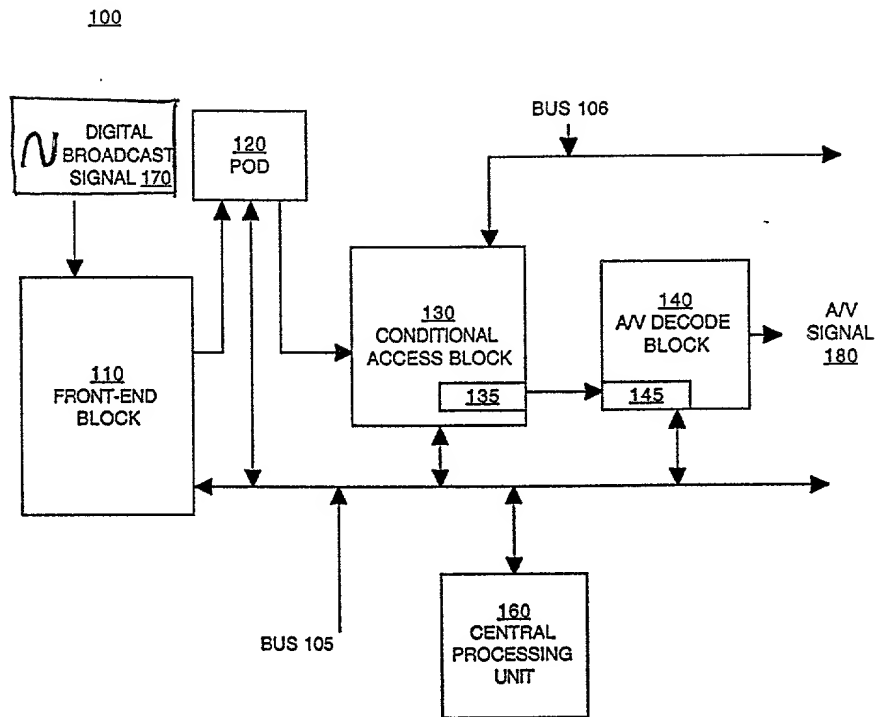 100
DIGITAL
BROADCAST
SIGNAL 170
120
POD
BUS 106
130
CONDITIONAL
ACCESS BLOCK
135
140
A/V DECODE
BLOCK
145
A/V
SIGNAL
180
110
FRONT-END
BLOCK
BUS 105
160
CENTRAL
PROCESSING
UNIT